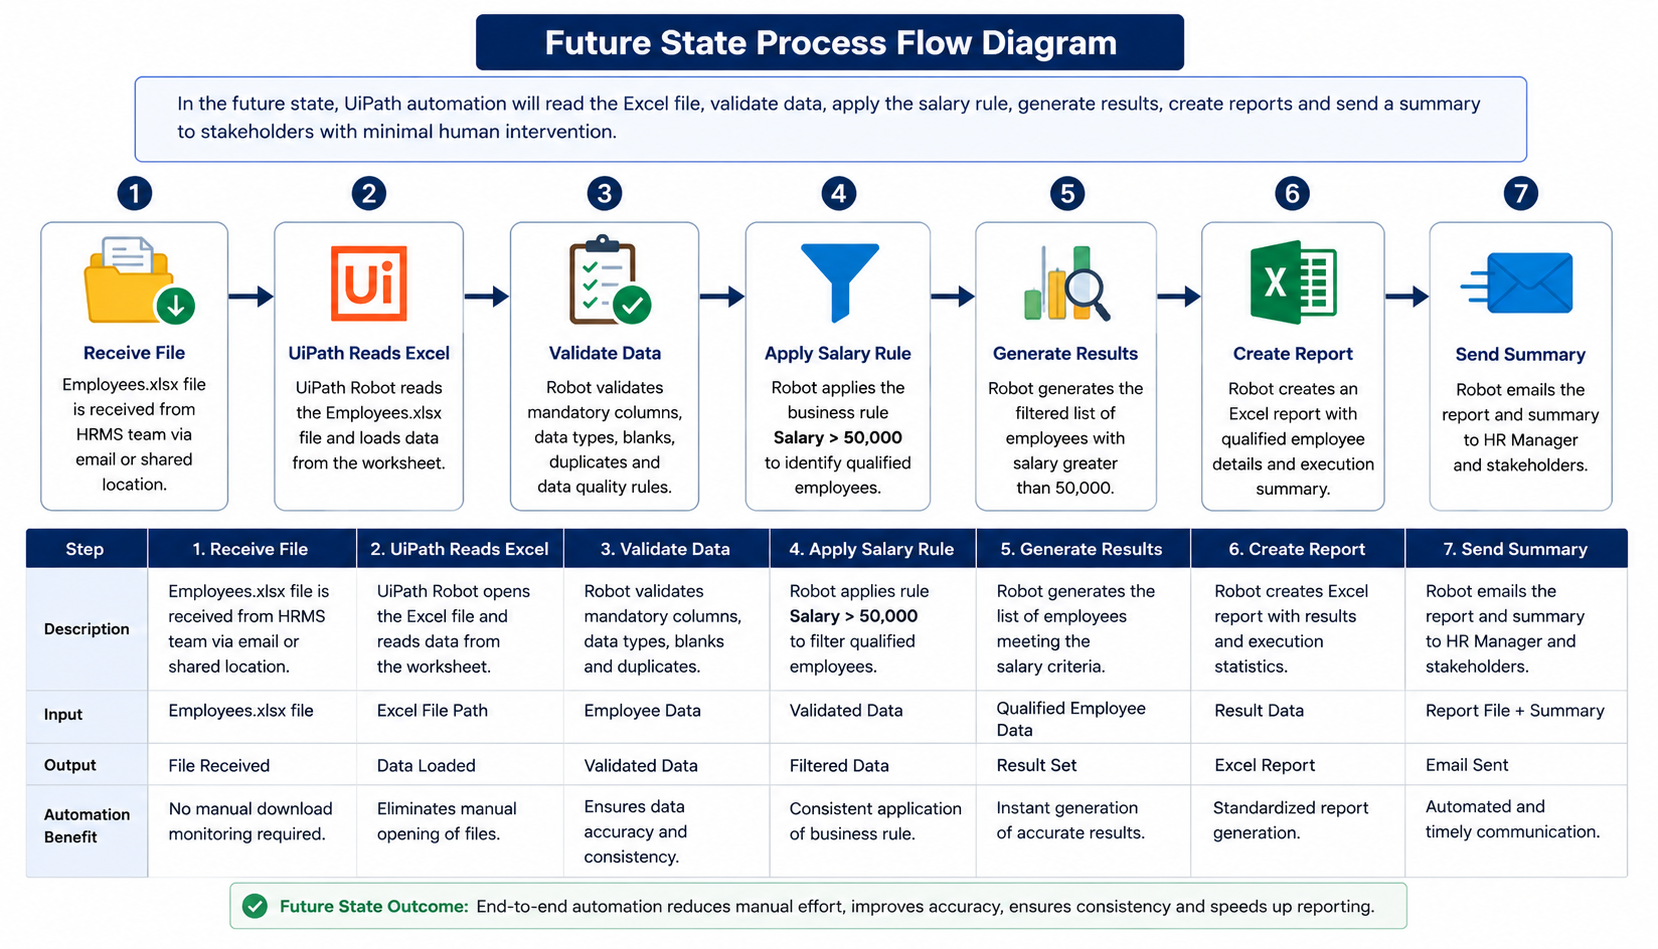 Future State Process Flow Diagram
In the future state, UiPath automation will read the Excel file, validate data, apply the salary rule, generate results, create reports and send a summary
to stakeholders with minimal human intervention.
1
2
3
4
5
6
7
Ui
X
Receive File
Employees.xlsx file
is received from
HRMS team via
email or shared
location.
UiPath Reads Excel
UiPath Robot reads
the Employees.xlsx
file and loads data
from the worksheet.
Validate Data
Robot validates
mandatory columns,
data types, blanks,
duplicates and
data quality rules.
Apply Salary Rule
Robot applies the
business rule
Salary > 50,000
to identify qualified
employees.
Generate Results
Robot generates the
filtered list of
employees with
salary greater
than 50,000.
Create Report
Robot creates an
Excel report with
qualified employee
details and execution
summary.
Send Summary
Robot emails the
report and summary
to HR Manager
and stakeholders.
Step
1. Receive File
2. UiPath Reads Excel
3. Validate Data
4. Apply Salary Rule
5. Generate Results
6. Create Report
7. Send Summary
Description
Employees.xlsx file is
received from HRMS
team via email or
shared location.
UiPath Robot opens
the Excel file and
reads data from
the worksheet.
Robot validates
mandatory columns,
data types, blanks
and duplicates.
Robot applies rule
Salary > 50,000
to filter qualified
employees.
Robot generates the
list of employees
meeting the
salary criteria.
Robot creates Excel
report with results
and execution
statistics.
Robot emails the
report and summary
to HR Manager and
stakeholders.
Input
Employees.xlsx file
Excel File Path
Employee Data
Validated Data
Qualified Employee
Data
Result Data
Report File + Summary
Output
File Received
Data Loaded
Validated Data
Filtered Data
Result Set
Excel Report
Email Sent
Automation
Benefit
No manual download
monitoring required.
Eliminates manual
opening of files.
Ensures data
accuracy and
consistency.
Consistent application
of business rule.
Instant generation
of accurate results.
Standardized report
generation.
Automated and
timely communication.
Future State Outcome: End-to-end automation reduces manual effort, improves accuracy, ensures consistency and speeds up reporting.